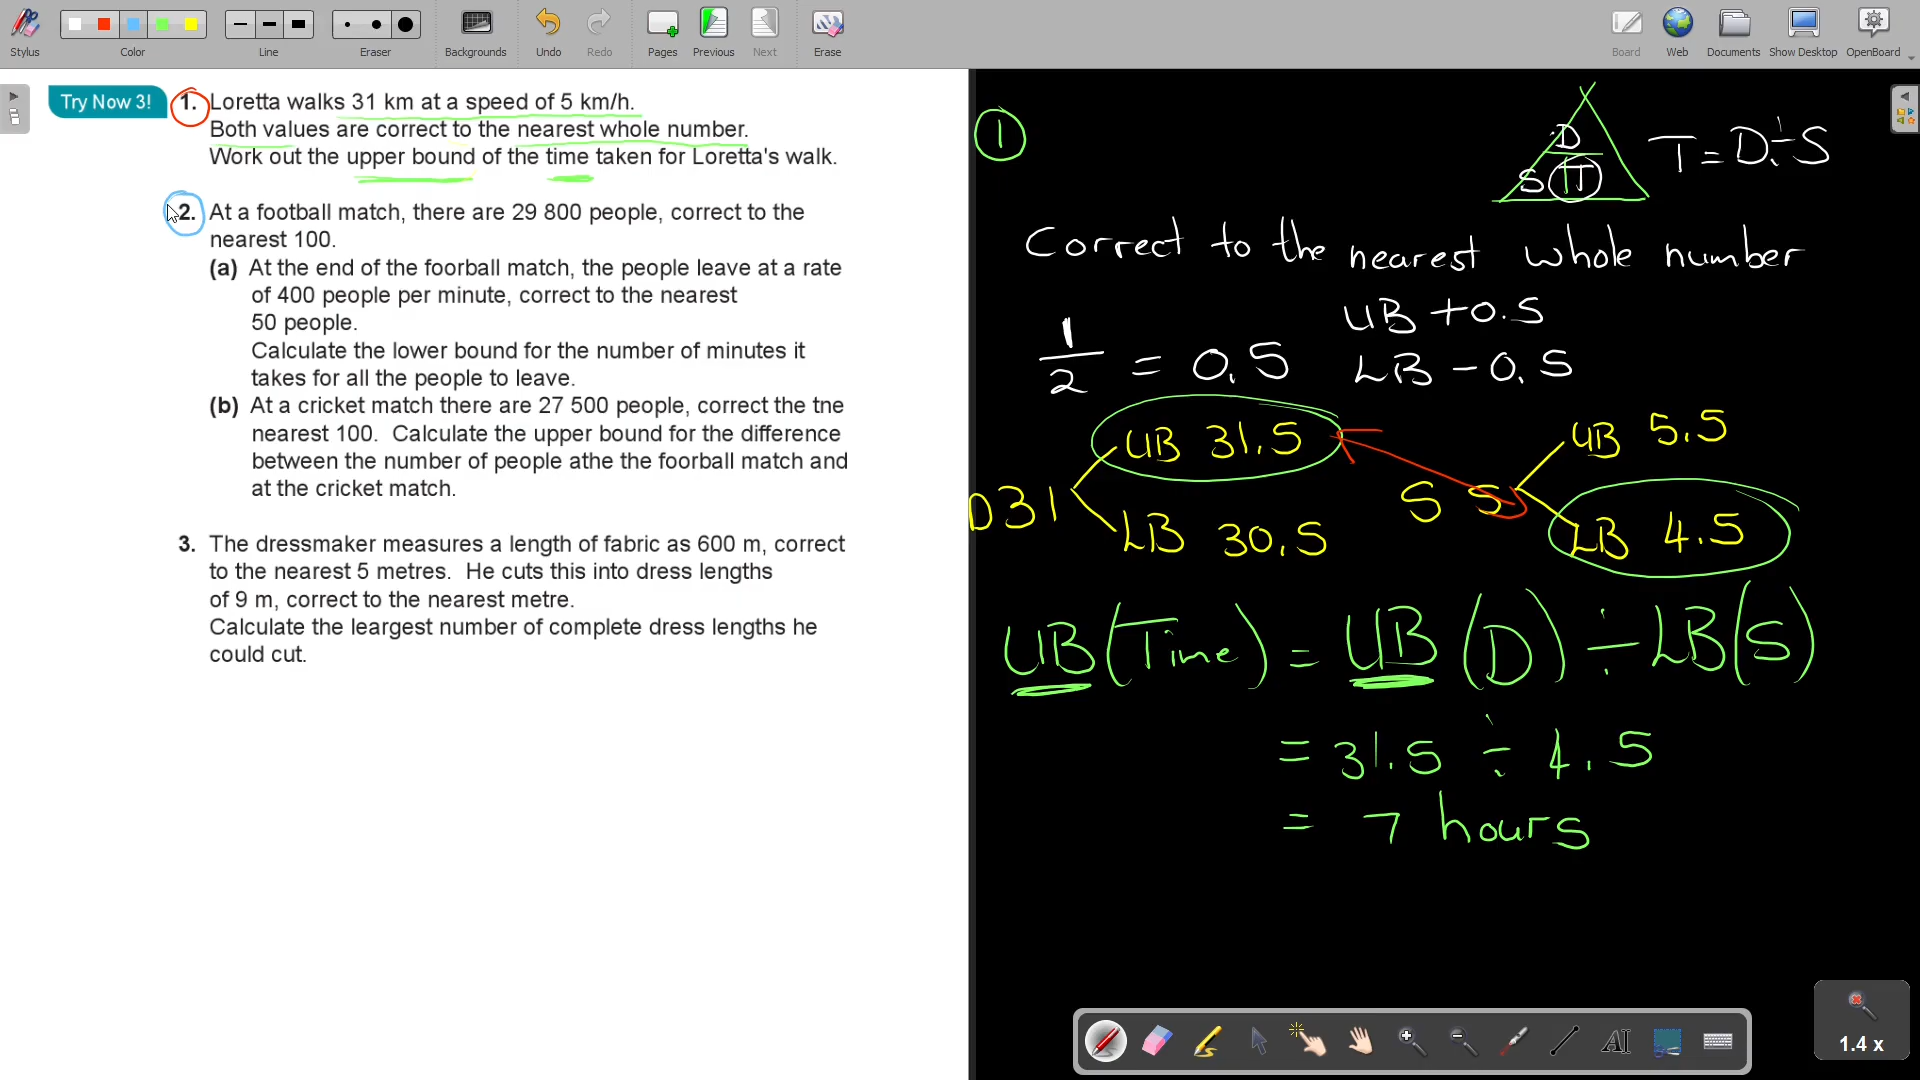 Stylus
Color
Line
Eraser
Backgrounds
Undo
Redo
Pages
Previous
Next
Erase
Board
Web
Documents
Show Desktop
OpenBoard
Try Now 3!
1. Loretta walks 31 km at a speed of 5 km/h.
Both values are correct to the nearest whole number.
Work out the upper bound of the time taken for Loretta's walk.
2. At a football match, there are 29 800 people, correct to the
nearest 100.
(a) At the end of the foorball match, the people leave at a rate
of 400 people per minute, correct to the nearest
50 people.
Calculate the lower bound for the number of minutes it
takes for all the people to leave.
(b) At a cricket match there are 27 500 people, correct the tne
nearest 100. Calculate the upper bound for the difference
between the number of people athe the foorball match and
at the cricket match.
3. The dressmaker measures a length of fabric as 600 m, correct
to the nearest 5 metres. He cuts this into dress lengths
of 9 m, correct to the nearest metre.
Calculate the leargest number of complete dress lengths he
could cut.
1
D
S T
T = D ÷ S
Correct to the nearest whole number
1/2 = 0.5
UB +0.5
LB -0.5
UB 31.5
D 31
LB 30.5
UB 5.5
S 5
LB 4.5
UB (Time) = UB (D) ÷ LB (S)
= 31.5 ÷ 4.5
= 7 hours
1.4 x